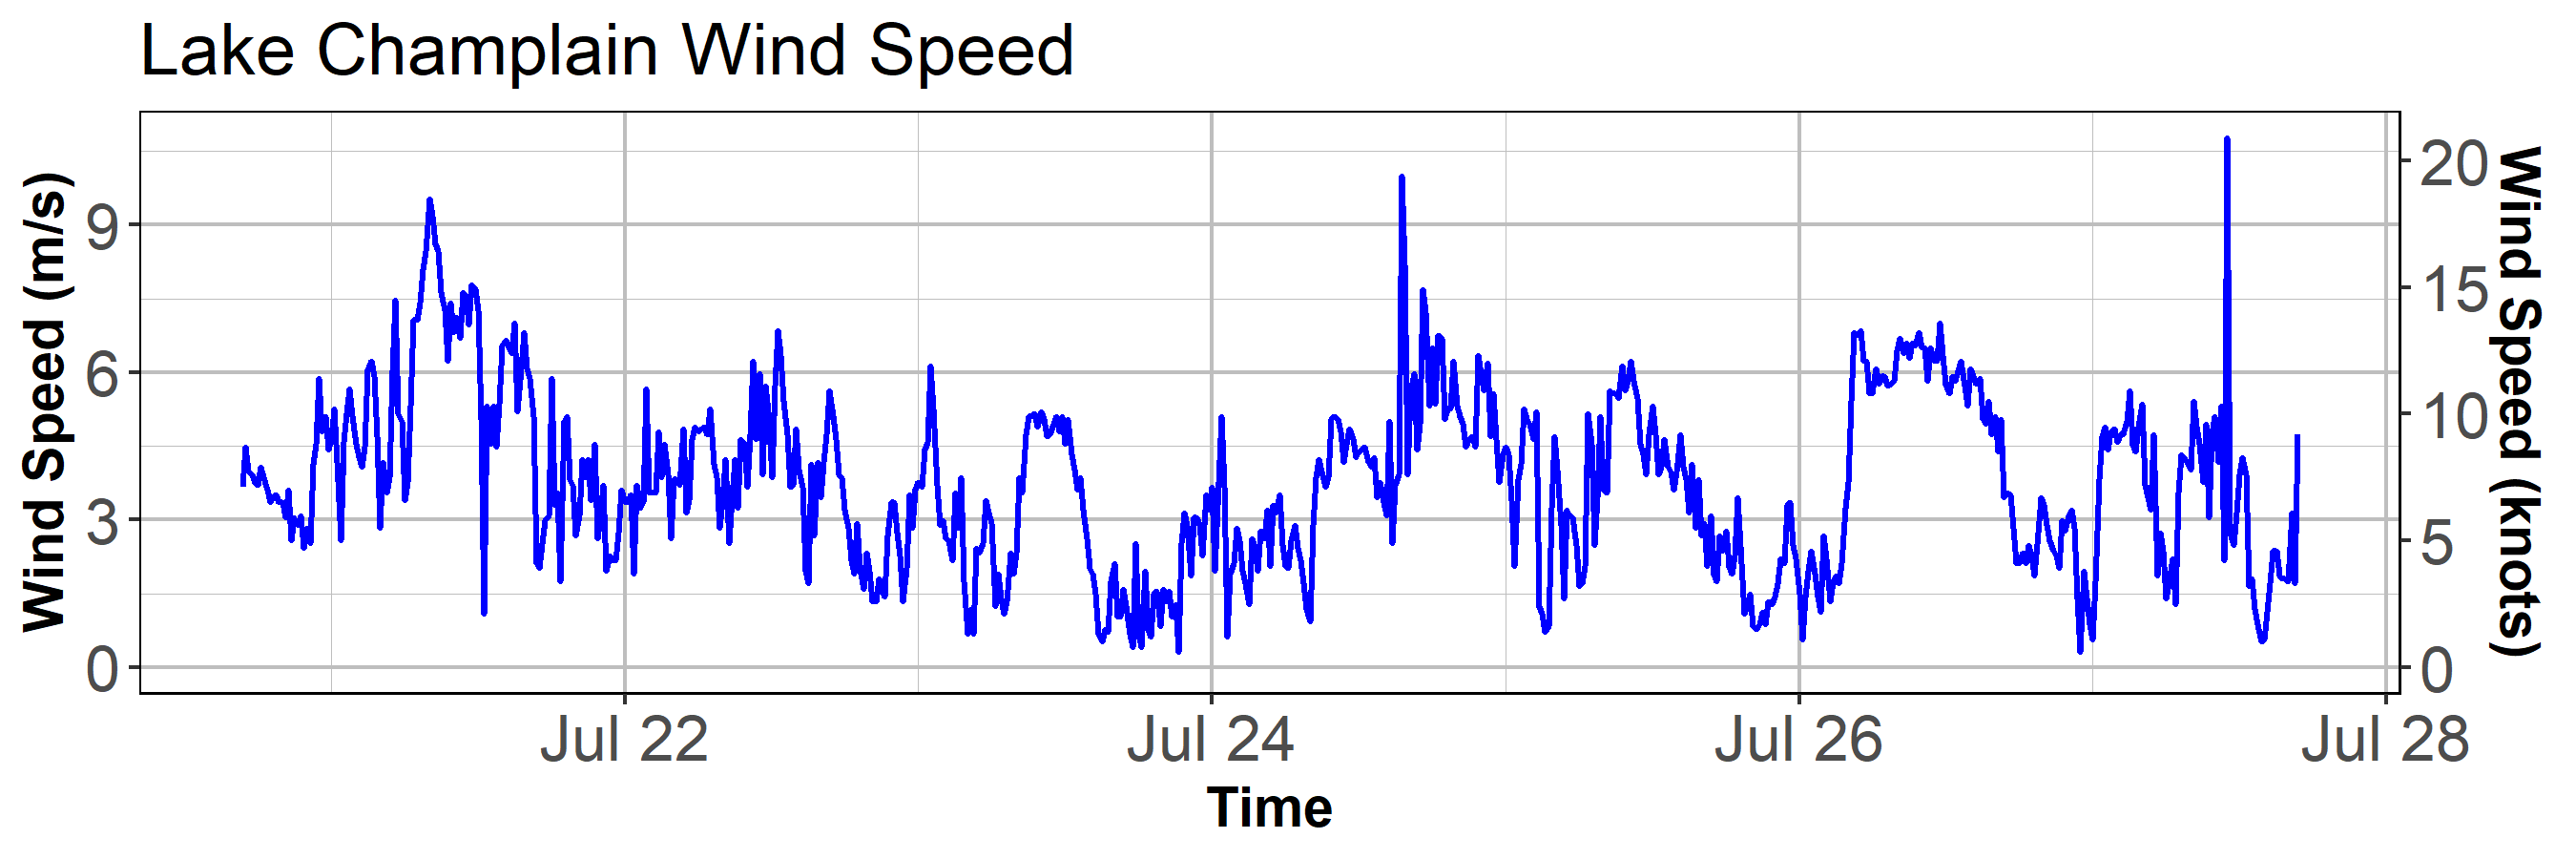 Lake Champlain Wind Speed
Wind Speed (m/s)
9
6
3
0
20
15
10
5
0
Wind Speed (knots)
Jul 22
Jul 24
Jul 26
Jul 28
Time